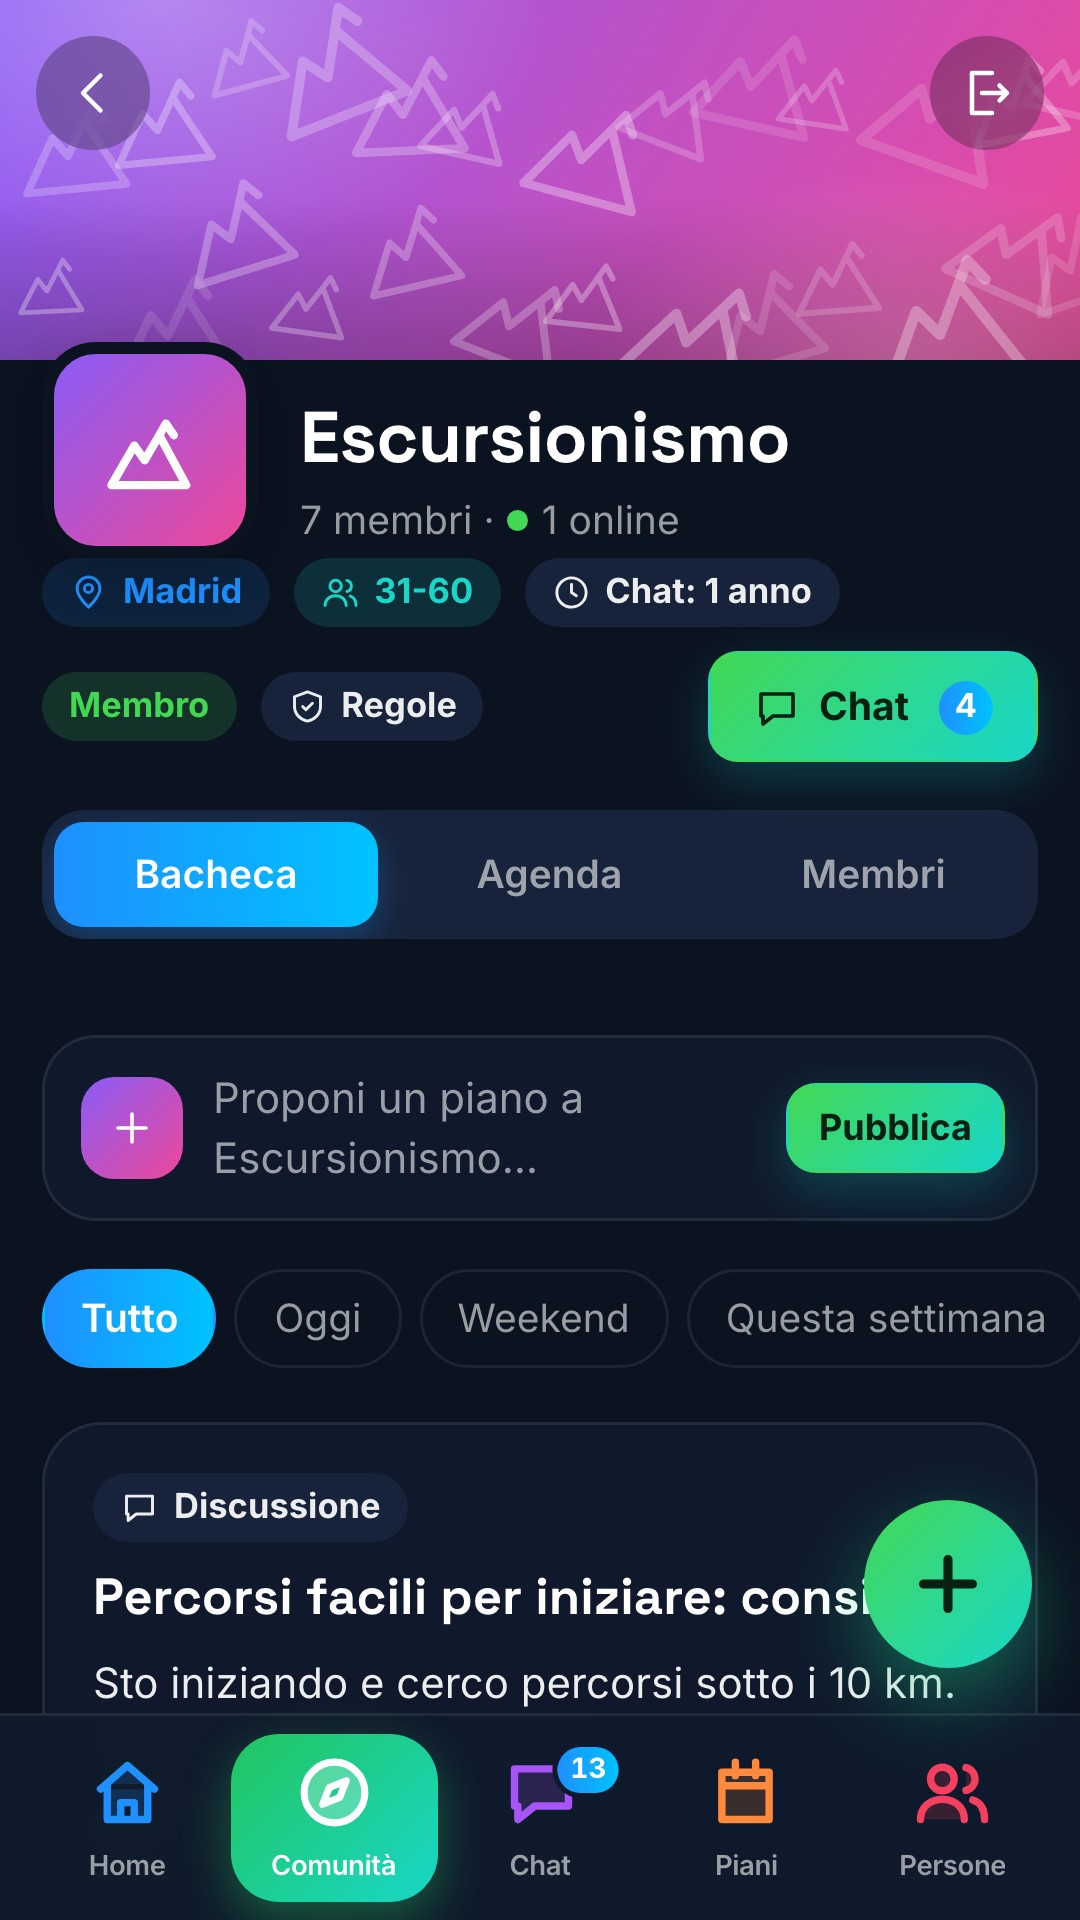 Escursionismo
7 membri · 1 online
Madrid
31-60
Chat: 1 anno
Membro
Regole
Chat 4
Bacheca
Agenda
Membri
Proponi un piano a
Escursionismo...
Pubblica
Tutto
Oggi
Weekend
Questa settimana
Discussione
Percorsi facili per iniziare: consi
Sto iniziando e cerco percorsi sotto i 10 km.
13
Home
Comunità
Chat
Piani
Persone